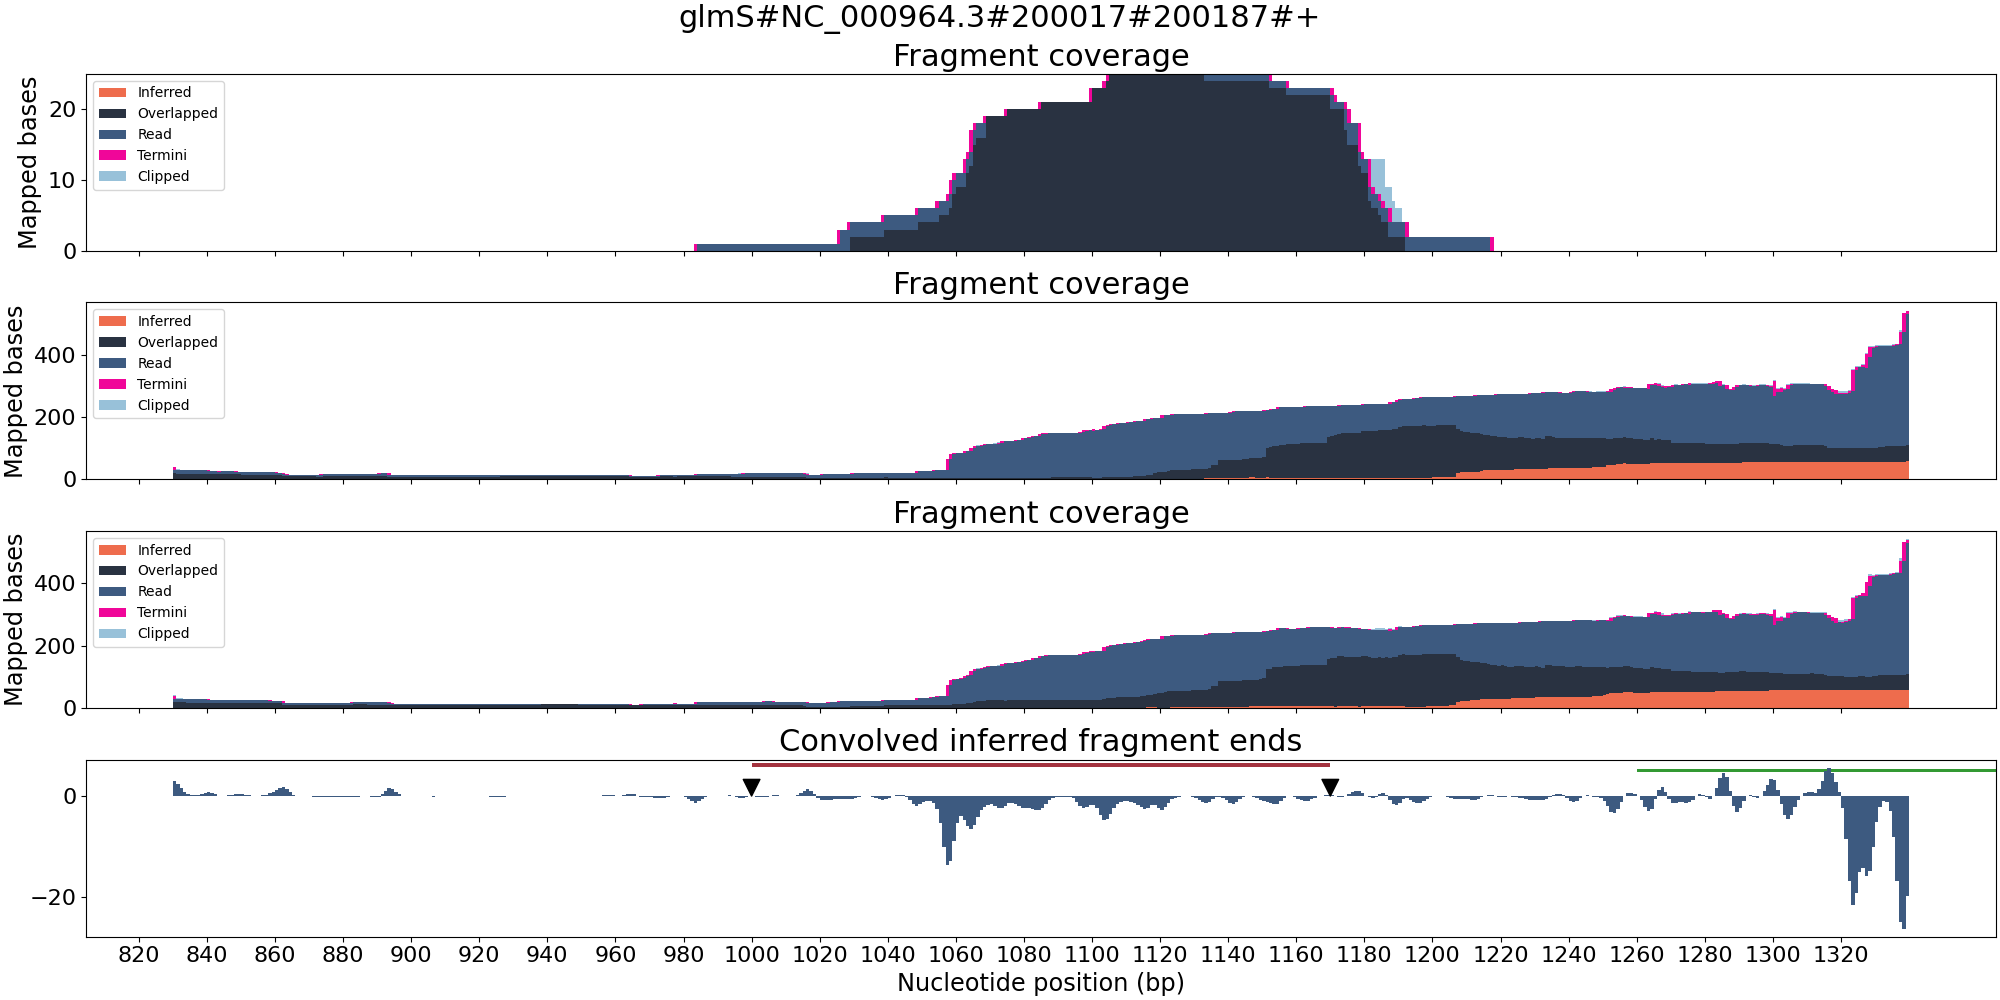 glmS#NC_000964.3#200017#200187#+
Fragment coverage
Mapped bases
20
10
0
Inferred
Overlapped
Read
Termini
Clipped
Fragment coverage
Mapped bases
400
200
0
Inferred
Overlapped
Read
Termini
Clipped
Fragment coverage
Mapped bases
400
200
0
Inferred
Overlapped
Read
Termini
Clipped
Convolved inferred fragment ends
0
−20
820 840 860 880 900 920 940 960 980 1000 1020 1040 1060 1080 1100 1120 1140 1160 1180 1200 1220 1240 1260 1280 1300 1320
Nucleotide position (bp)